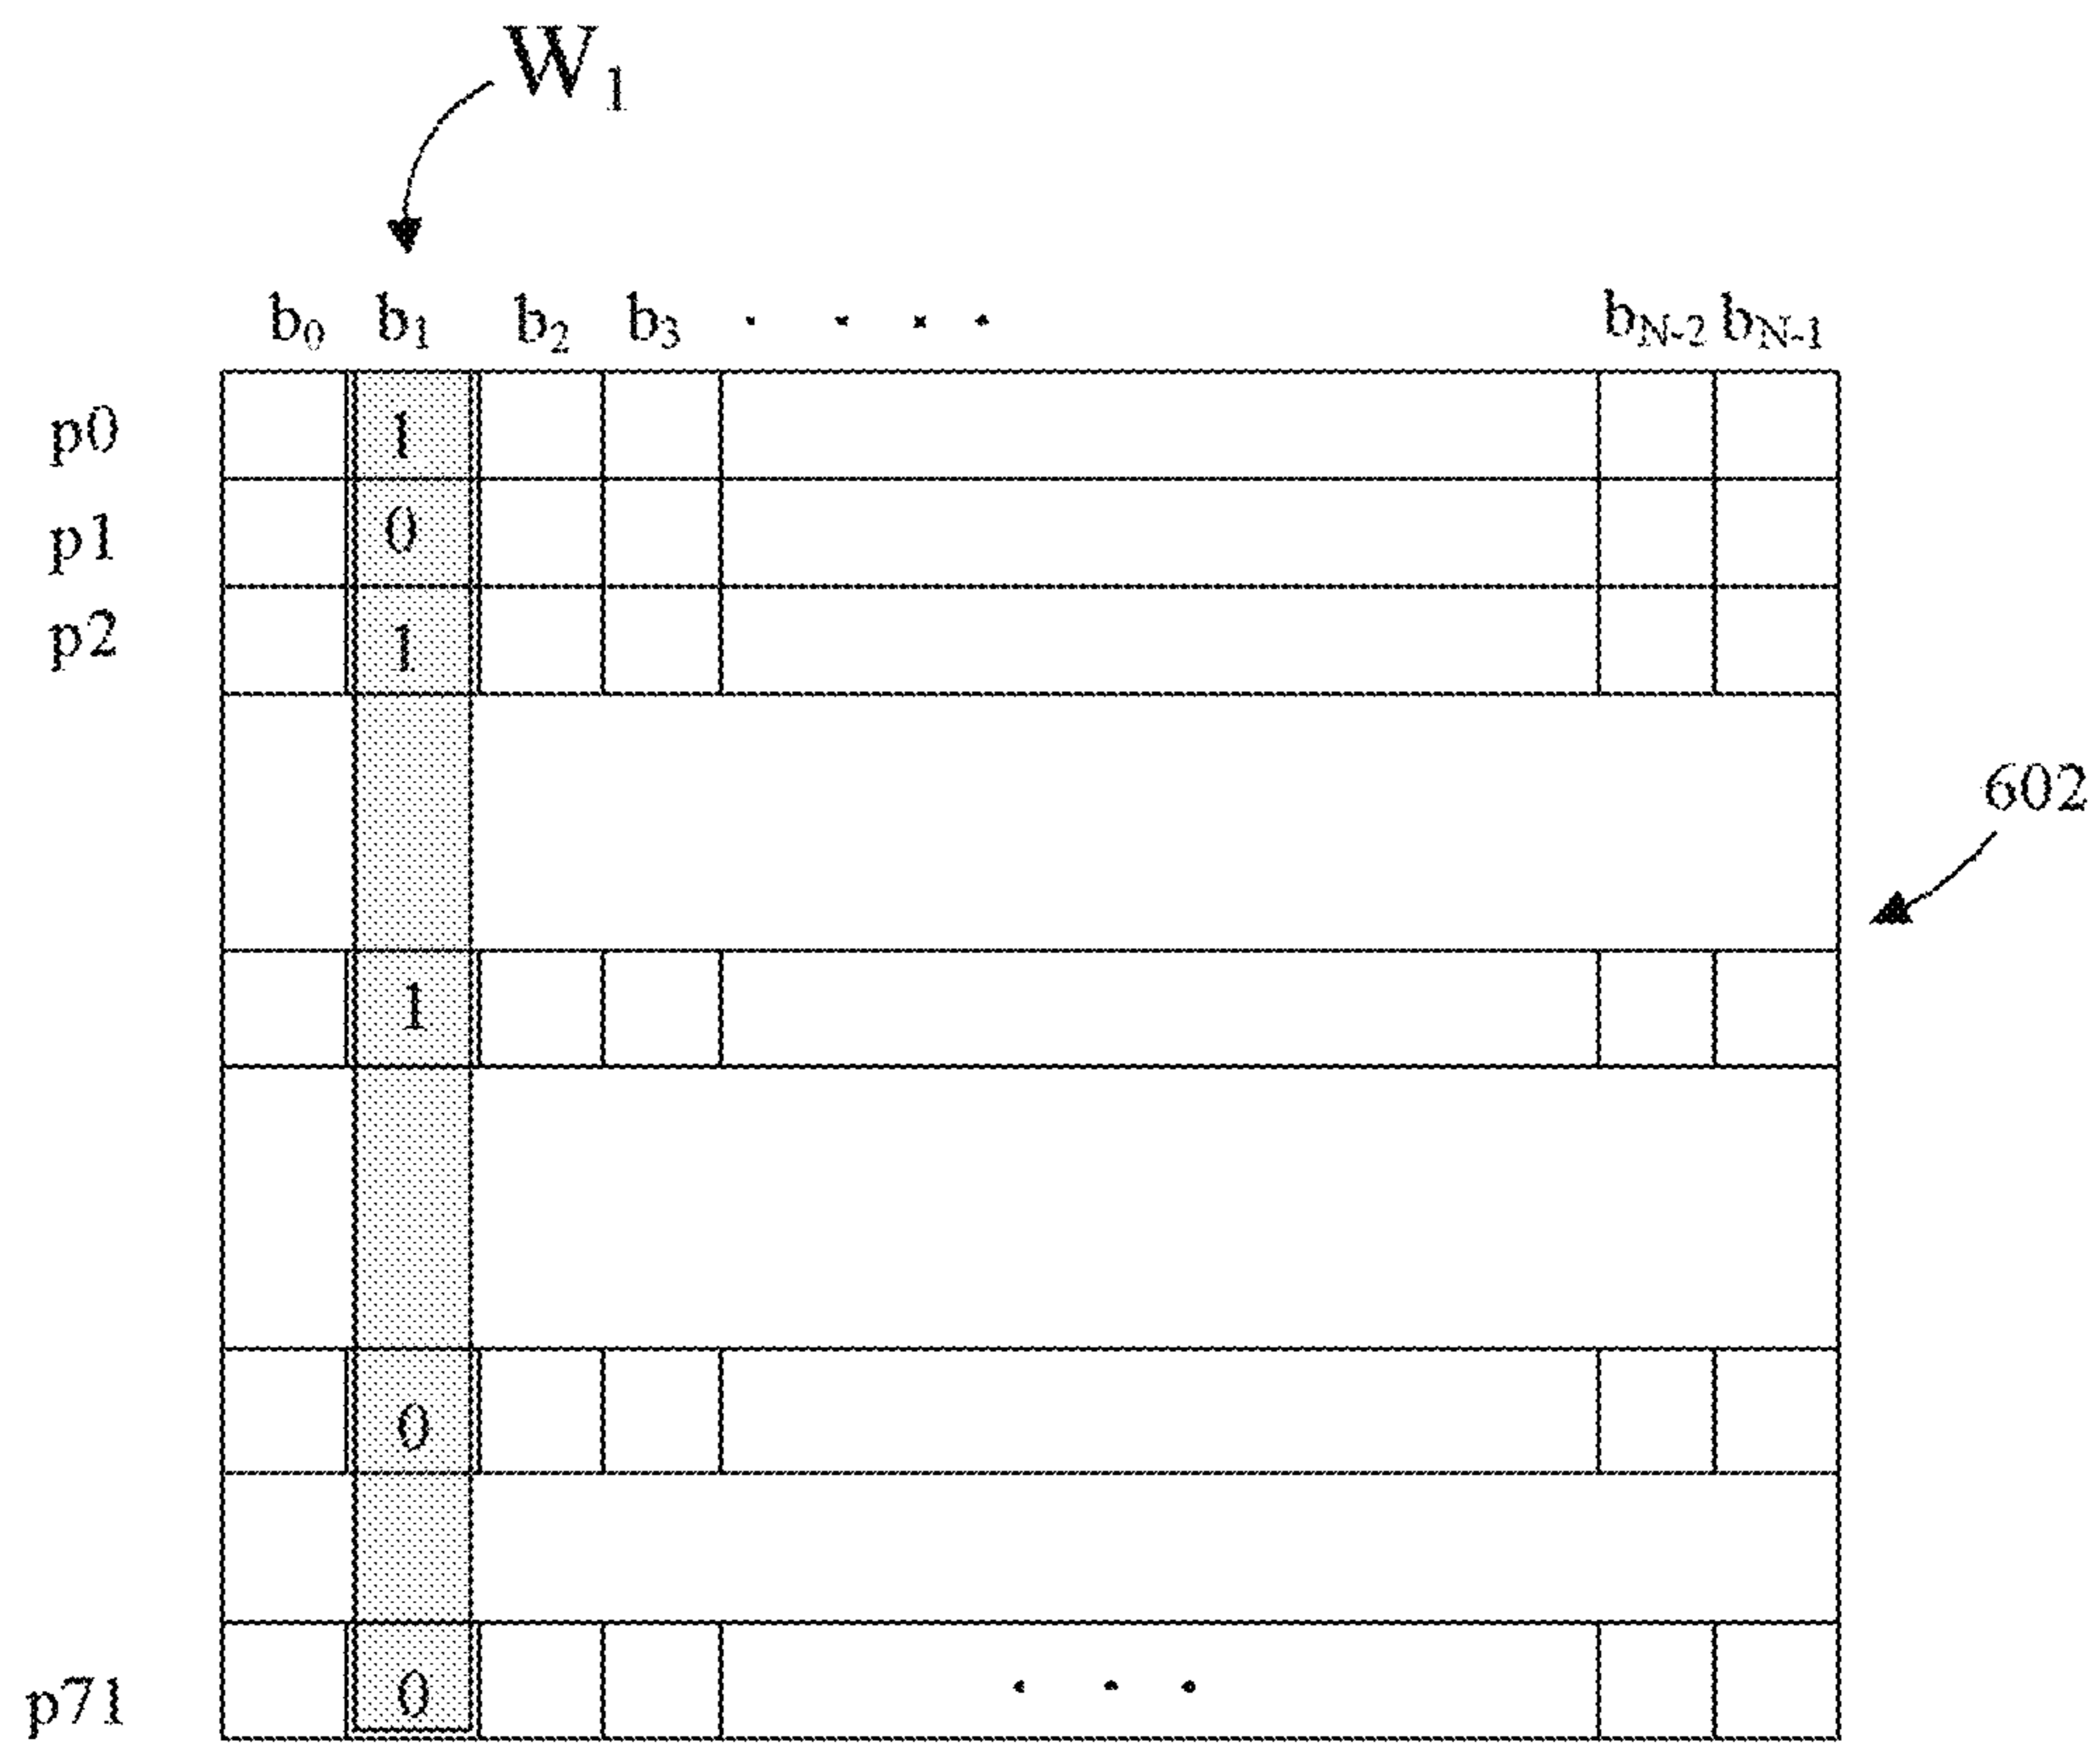 W₁
b₀ b₁ b₂ b₃ . . . . bN-2 bN-1
p0 1
p1 0
p2 1
602
1
0
p71 0 . . .